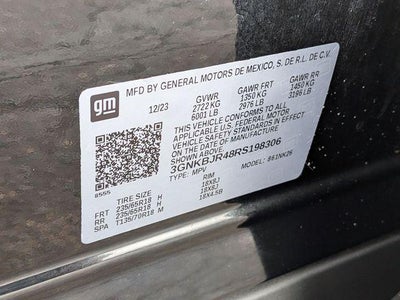 gm
MFD BY GENERAL MOTORS DE MEXICO, S. DE R.L. DE C.V.
12/23 GVWR GAWR FRT GAWR RR
2722 KG 1350 KG 1450 KG
6001 LB 2976 LB 3196 LB
THIS VEHICLE CONFORMS TO ALL
APPLICABLE U.S. FEDERAL MOTOR
VEHICLE SAFETY STANDARDS IN EFFECT
ON THE DATE OF MANUFACTURE
3GNKBJR48RS198306
TYPE: MPV MODEL: 861NK26
8555
TIRE SIZE RIM
FRT 235/65R18 H 18X8J
RR 235/65R18 H 18X8J
SPA T135/70R18 M 18X4.5B